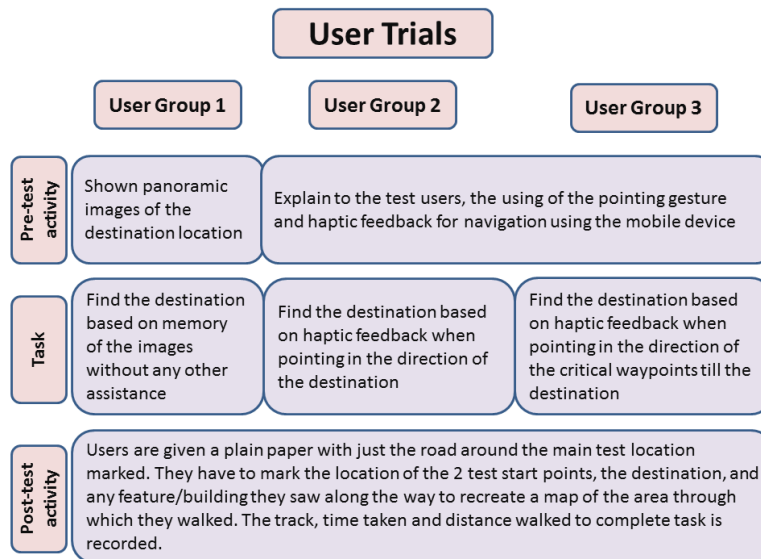 User Trials
User Group 1
User Group 2
User Group 3
Pre-test
activity
Shown panoramic
images of the
destination location
Explain to the test users, the using of the pointing gesture
and haptic feedback for navigation using the mobile device
Task
Find the destination
based on memory
of the images
without any other
assistance
Find the destination based
on haptic feedback when
pointing in the direction of
the destination
Find the destination based
on haptic feedback when
pointing in the direction of
the critical waypoints till the
destination
Post-test
activity
Users are given a plain paper with just the road around the main test location
marked. They have to mark the location of the 2 test start points, the destination, and
any feature/building they saw along the way to recreate a map of the area through
which they walked. The track, time taken and distance walked to complete task is
recorded.